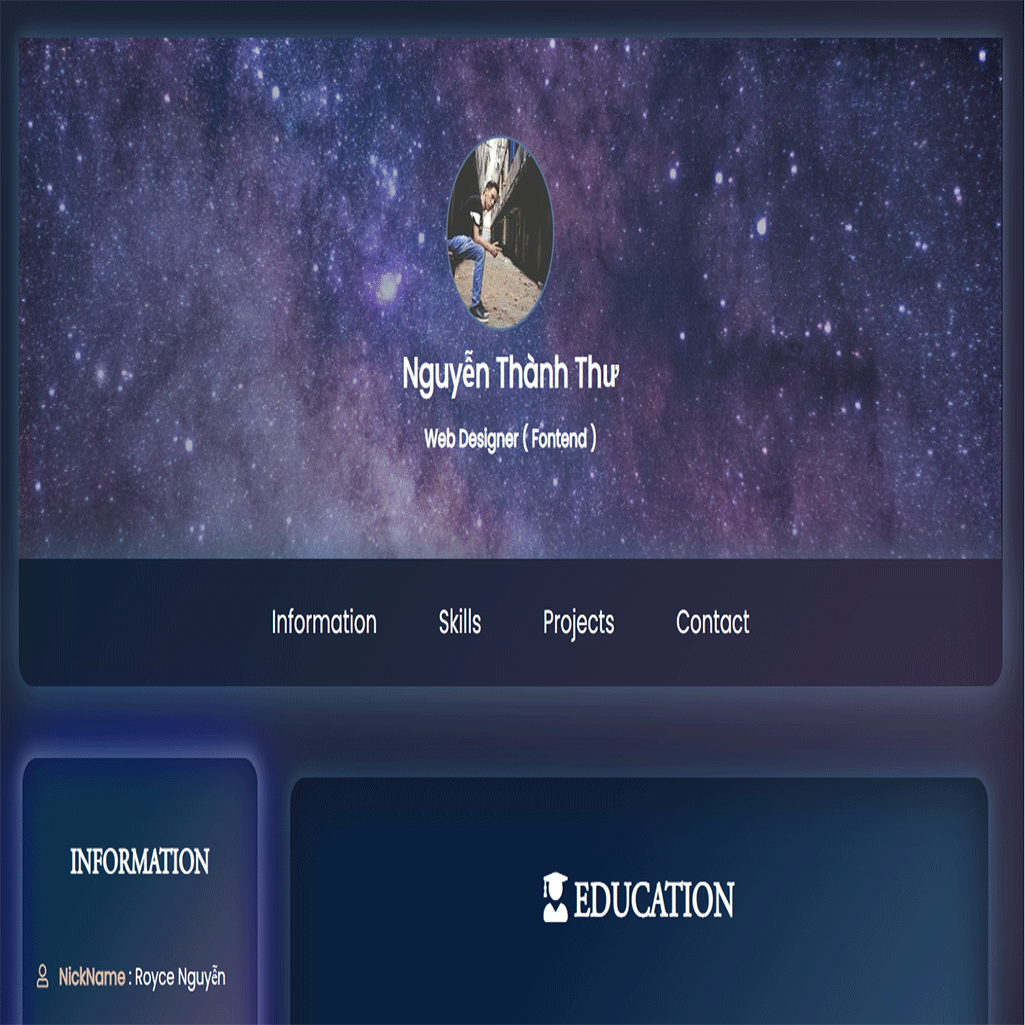 Nguyễn Thành Thư
Web Designer ( Fontend )
Information Skills Projects Contact
INFORMATION
NickName : Royce Nguyễn
EDUCATION